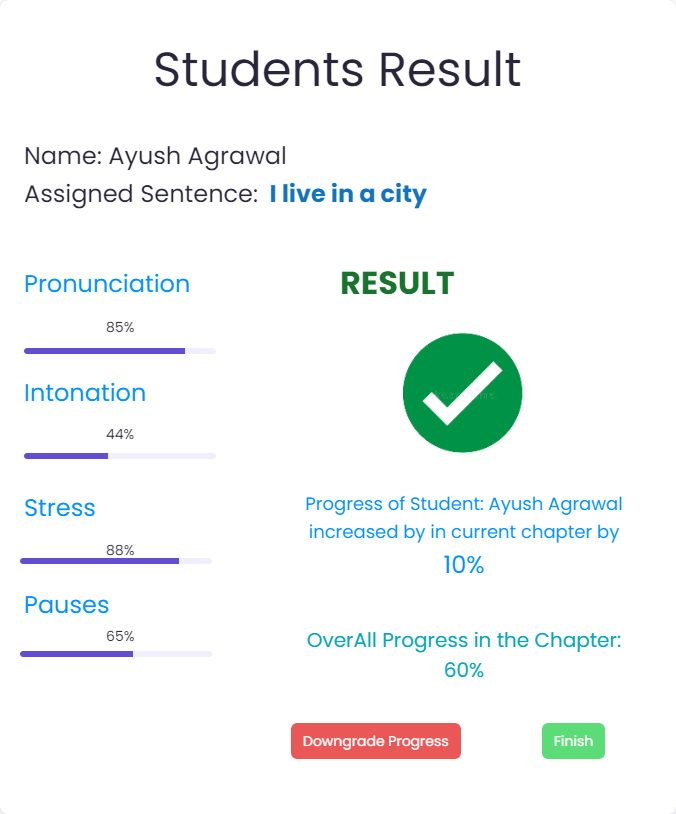 Students Result
Name: Ayush Agrawal
Assigned Sentence: I live in a city
Pronunciation
85%
Intonation
44%
Stress
88%
Pauses
65%
RESULT
Progress of Student: Ayush Agrawal
increased by in current chapter by
10%
OverAll Progress in the Chapter:
60%
Downgrade Progress
Finish